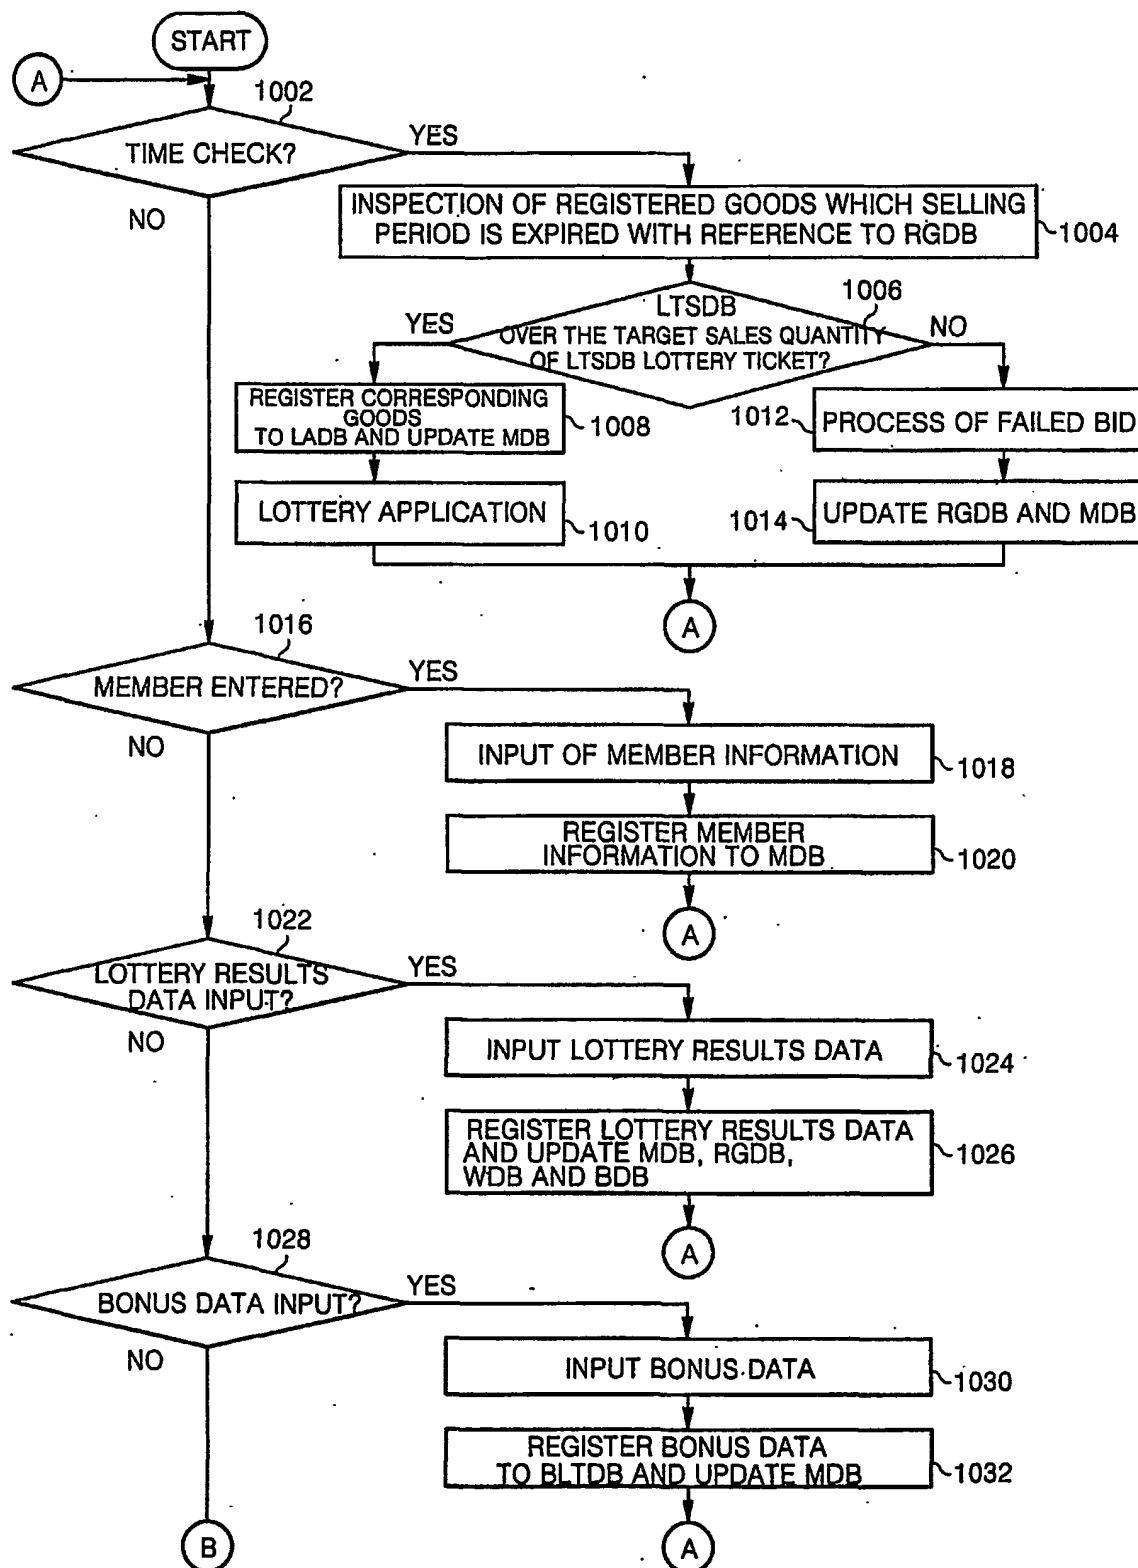 START
A
1002
TIME CHECK?
YES
NO
INSPECTION OF REGISTERED GOODS WHICH SELLING
PERIOD IS EXPIRED WITH REFERENCE TO RGDB
1004
LTSDB
1006
OVER THE TARGET SALES QUANTITY
OF LTSDB LOTTERY TICKET?
YES
NO
REGISTER CORRESPONDING
GOODS
TO LADB AND UPDATE MDB
1008
1012
PROCESS OF FAILED BID
LOTTERY APPLICATION
1010
1014
UPDATE RGDB AND MDB
A
1016
MEMBER ENTERED?
YES
NO
INPUT OF MEMBER INFORMATION
1018
REGISTER MEMBER
INFORMATION TO MDB
1020
A
1022
LOTTERY RESULTS
DATA INPUT?
YES
NO
INPUT LOTTERY RESULTS DATA
1024
REGISTER LOTTERY RESULTS DATA
AND UPDATE MDB, RGDB,
WDB AND BDB
1026
A
1028
BONUS DATA INPUT?
YES
NO
INPUT BONUS DATA
1030
REGISTER BONUS DATA
TO BLTDB AND UPDATE MDB
1032
B
A